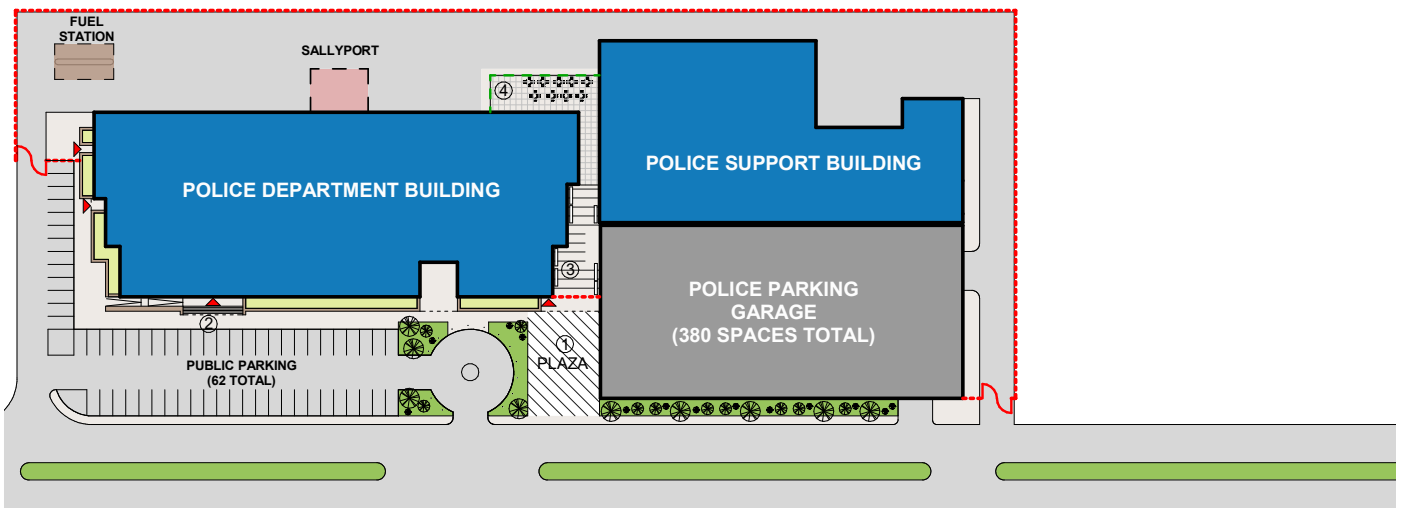 FUEL
STATION
SALLYPORT
④
POLICE SUPPORT BUILDING
POLICE DEPARTMENT BUILDING
③
POLICE PARKING
GARAGE
(380 SPACES TOTAL)
②
①
PLAZA
PUBLIC PARKING
(62 TOTAL)